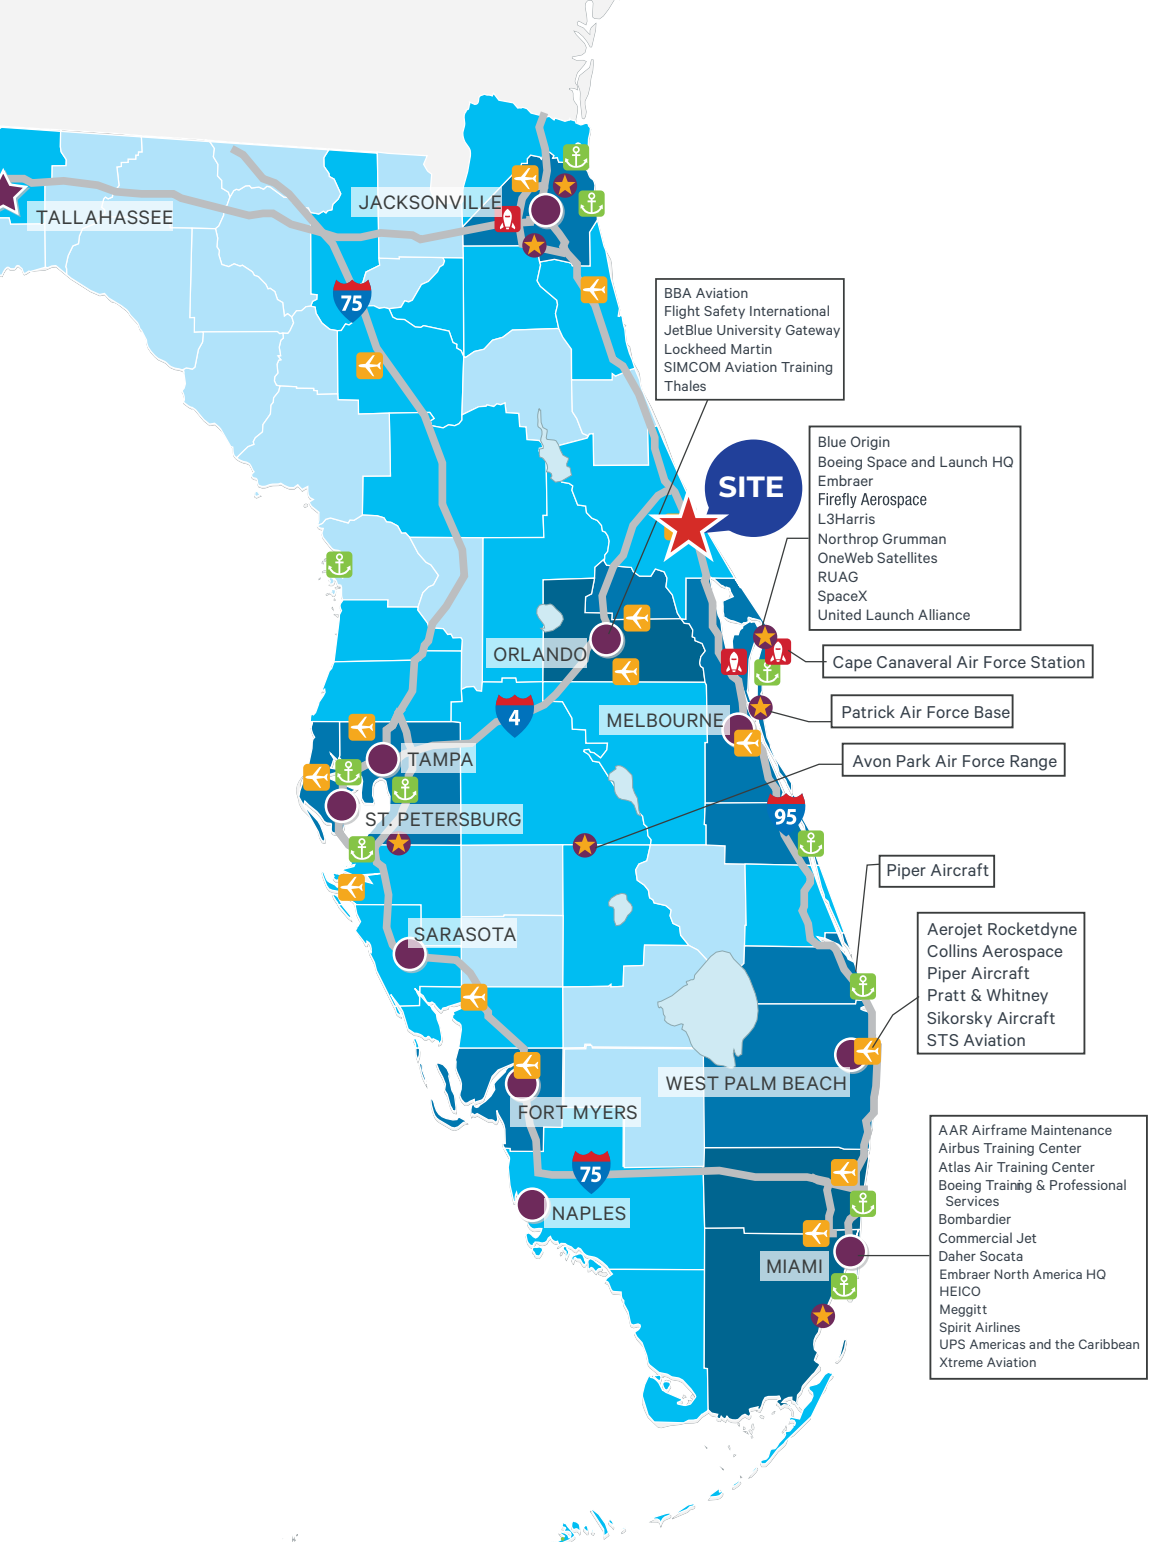 JACKSONVILLE
TALLAHASSEE
75
BBA Aviation
Flight Safety International
JetBlue University Gateway
Lockheed Martin
SIMCOM Aviation Training
Thales
SITE
Blue Origin
Boeing Space and Launch HQ
Embraer
Firefly Aerospace
L3Harris
Northrop Grumman
OneWeb Satellites
RUAG
SpaceX
United Launch Alliance
ORLANDO
Cape Canaveral Air Force Station
4
MELBOURNE
Patrick Air Force Base
TAMPA
Avon Park Air Force Range
ST. PETERSBURG
95
Piper Aircraft
SARASOTA
Aerojet Rocketdyne
Collins Aerospace
Piper Aircraft
Pratt & Whitney
Sikorsky Aircraft
STS Aviation
WEST PALM BEACH
FORT MYERS
75
NAPLES
MIAMI
AAR Airframe Maintenance
Airbus Training Center
Atlas Air Training Center
Boeing Training & Professional
Services
Bombardier
Commercial Jet
Daher Socata
Embraer North America HQ
HEICO
Meggitt
Spirit Airlines
UPS Americas and the Caribbean
Xtreme Aviation